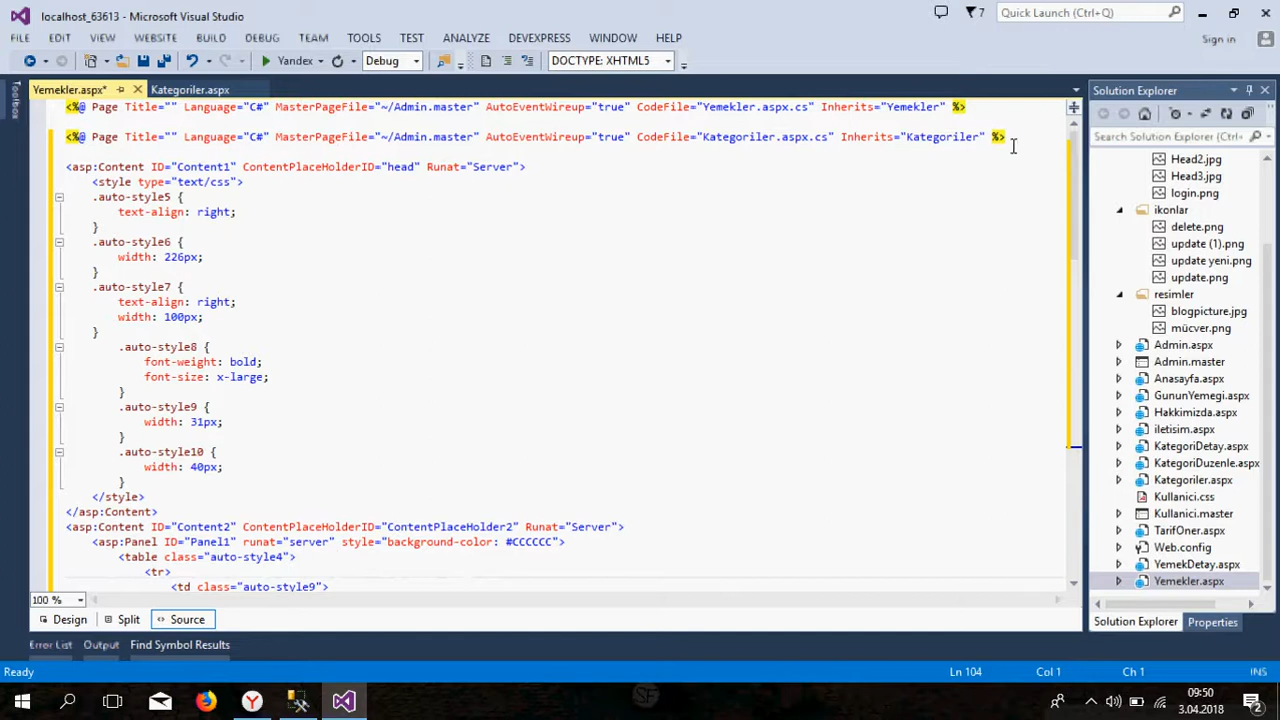 localhost_63613 - Microsoft Visual Studio
7
Quick Launch (Ctrl+Q)
FILE EDIT VIEW WEBSITE BUILD DEBUG TEAM TOOLS TEST ANALYZE DEVEXPRESS WINDOW HELP
Sign in
Yandex
Debug
DOCTYPE: XHTML5
Toolbox
Yemekler.aspx*
Kategoriler.aspx
<%@ Page Title="" Language="C#" MasterPageFile="~/Admin.master" AutoEventWireup="true" CodeFile="Yemekler.aspx.cs" Inherits="Yemekler" %>
<%@ Page Title="" Language="C#" MasterPageFile="~/Admin.master" AutoEventWireup="true" CodeFile="Kategoriler.aspx.cs" Inherits="Kategoriler" %>
<asp:Content ID="Content1" ContentPlaceHolderID="head" Runat="Server">
<style type="text/css">
.auto-style5 {
text-align: right;
}
.auto-style6 {
width: 226px;
}
.auto-style7 {
text-align: right;
width: 100px;
}
.auto-style8 {
font-weight: bold;
font-size: x-large;
}
.auto-style9 {
width: 31px;
}
.auto-style10 {
width: 40px;
}
</style>
</asp:Content>
<asp:Content ID="Content2" ContentPlaceHolderID="ContentPlaceHolder2" Runat="Server">
<asp:Panel ID="Panel1" runat="server" style="background-color: #CCCCCC">
<table class="auto-style4">
<tr>
<td class="auto-style9">
100 %
Design
Split
Source
Error List
Output
Find Symbol Results
Solution Explorer
Search Solution Explorer
Head2.jpg
Head3.jpg
login.png
ikonlar
delete.png
update (1).png
update yeni.png
update.png
resimler
blogpicture.jpg
mücver.png
Admin.aspx
Admin.master
Anasayfa.aspx
GununYemegi.aspx
Hakkimizda.aspx
iletisim.aspx
KategoriDetay.aspx
KategoriDuzenle.aspx
Kategoriler.aspx
Kullanici.css
Kullanici.master
TarifOner.aspx
Web.config
YemekDetay.aspx
Yemekler.aspx
Solution Explorer
Properties
Ready
Ln 104
Col 1
Ch 1
INS
09:50
3.04.2018
2